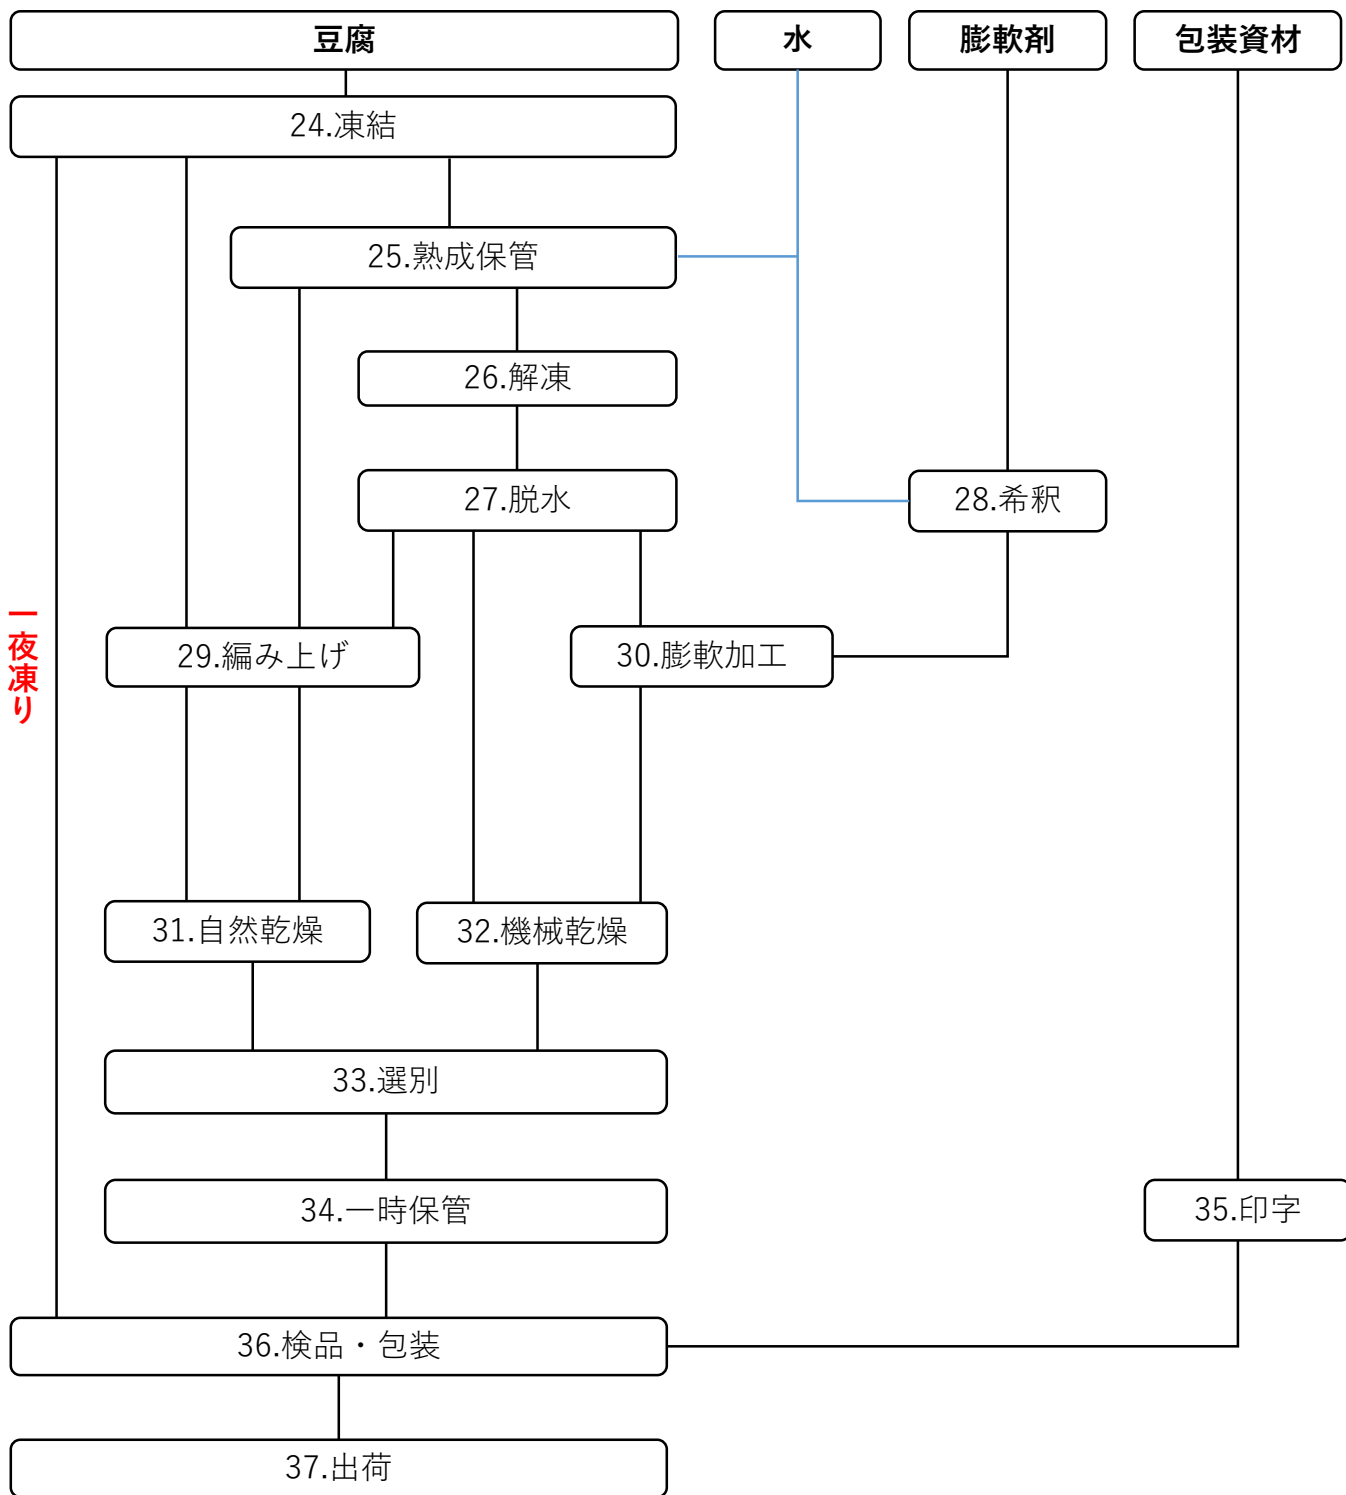 豆腐
水
膨軟剤
包装資材
24.凍結
25.熟成保管
26.解凍
27.脱水
28.希釈
一夜凍り
29.編み上げ
30.膨軟加工
31.自然乾燥
32.機械乾燥
33.選別
34.一時保管
35.印字
36.検品・包装
37.出荷